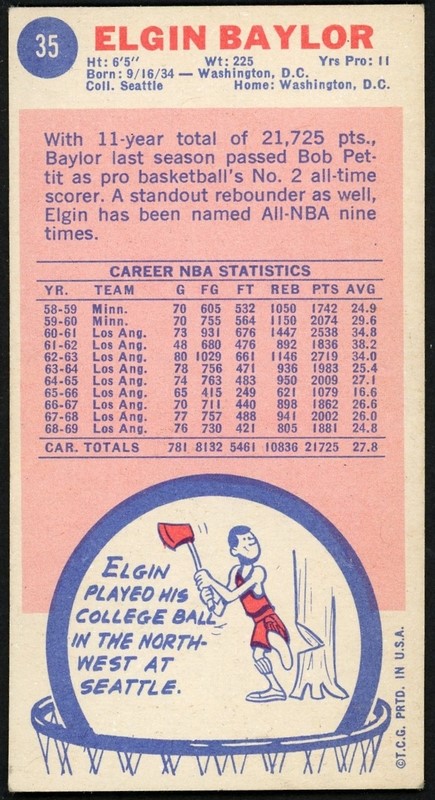 35
ELGIN BAYLOR
Ht: 6'5" Wt: 225 Yrs Pro: 11
Born: 9/16/34 — Washington, D.C.
Coll. Seattle Home: Washington, D.C.
With 11-year total of 21,725 pts.,
Baylor last season passed Bob Pet-
tit as pro basketball's No. 2 all-time
scorer. A standout rebounder as well,
Elgin has been named All-NBA nine
times.
CAREER NBA STATISTICS
YR. TEAM G FG FT REB PTS AVG
58-59 Minn. 70 605 532 1050 1742 24.9
59-60 Minn. 70 755 564 1150 2074 29.6
60-61 Los Ang. 73 931 676 1447 2538 34.8
61-62 Los Ang. 48 680 476 892 1836 38.2
62-63 Los Ang. 80 1029 661 1146 2719 34.0
63-64 Los Ang. 78 756 471 936 1983 25.4
64-65 Los Ang. 74 763 483 950 2009 27.1
65-66 Los Ang. 65 415 249 621 1079 16.6
66-67 Los Ang. 70 711 440 898 1862 26.6
67-68 Los Ang. 77 757 488 941 2002 26.0
68-69 Los Ang. 76 730 421 805 1881 24.8
CAR. TOTALS 781 8132 5461 10836 21725 27.8
ELGIN
PLAYED HIS
COLLEGE BALL
IN THE NORTH-
WEST AT
SEATTLE.
©T.C.G. PRTD. IN U.S.A.